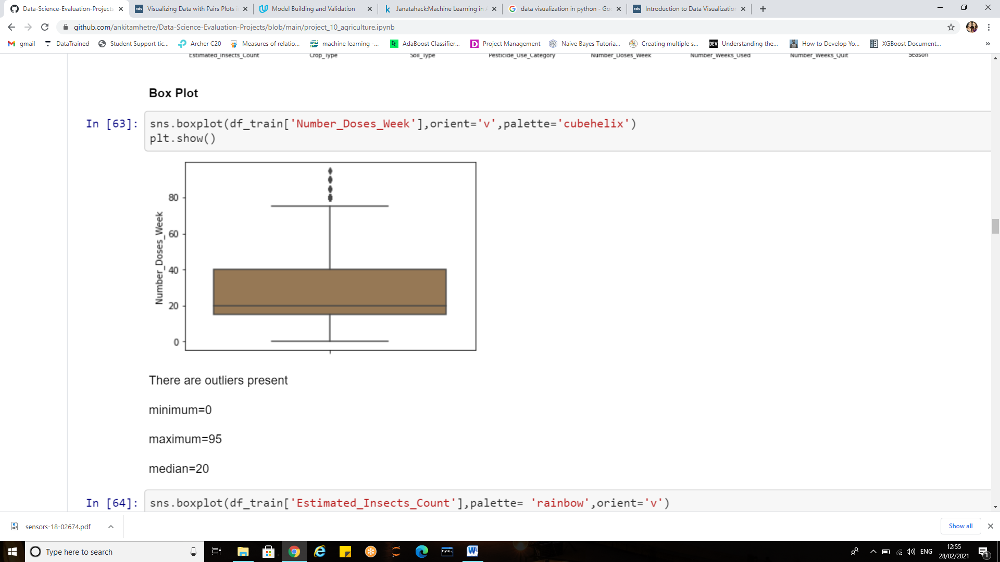 Data-Science-Evaluation-Projects
Visualizing Data with Pairs Plots i
Model Building and Validation
Janatahack:Machine Learning in A
data visualization in python - Goo
Introduction to Data Visualization
github.com/ankitamhetre/Data-Science-Evaluation-Projects/blob/main/project_10_agriculture.ipynb
gmail
DataTrained
Student Support tic...
Archer C20
Measures of relatio...
machine learning -...
AdaBoost Classifier...
Project Management
Naive Bayes Tutoria...
Creating multiple s...
DEV
Understanding the...
How to Develop Yo...
XGBoost Document...
Estimated_Insects_Count
Crop_Type
Soil_Type
Pesticide_Use_Category
Number_Doses_Week
Number_Weeks_Used
Number_Weeks_Quit
Season
Box Plot
In [63]:
sns.boxplot(df_train['Number_Doses_Week'],orient='v',palette='cubehelix')
plt.show()
Number_Doses_Week
80
60
40
20
0
There are outliers present
minimum=0
maximum=95
median=20
In [64]:
sns.boxplot(df_train['Estimated_Insects_Count'],palette= 'rainbow',orient='v')
sensors-18-02674.pdf
Show all
Type here to search
ENG
12:55
28/02/2021
1